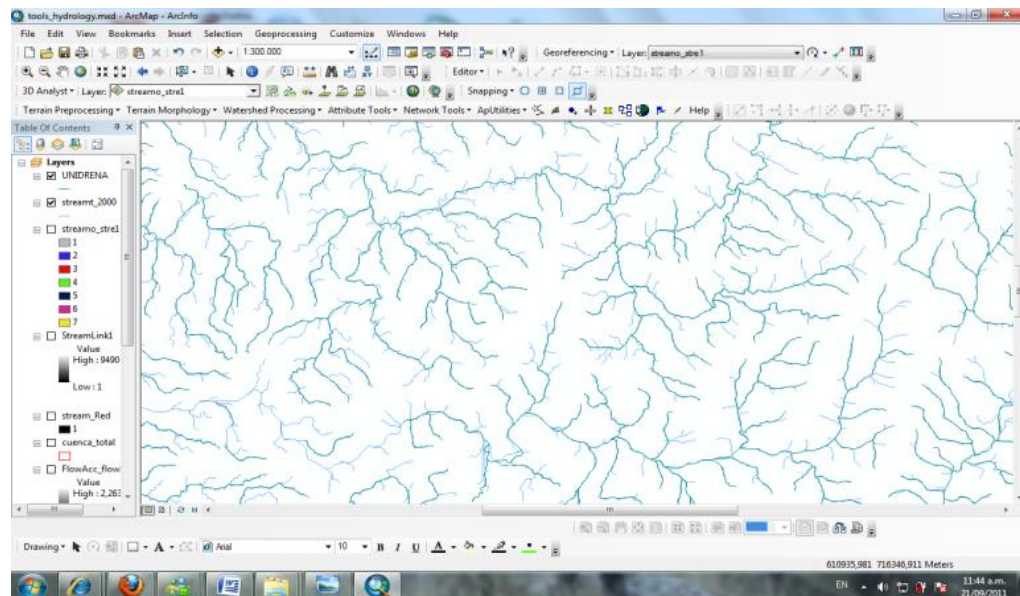 tools_hydrology.mxd - ArcMap - ArcInfo
File Edit View Bookmarks Insert Selection Geoprocessing Customize Windows Help
1:300.000 Georeferencing Layer: streamo_stre1
Editor
3D Analyst Layer: streamo_stre1 Snapping
Terrain Preprocessing Terrain Morphology Watershed Processing Attribute Tools Network Tools ApUtilities Help
Table Of Contents
Layers
UNIDRENA
streamt_2000
streamo_stre1
1
2
3
4
5
6
7
StreamLink1
Value
High : 9490
Low : 1
stream_Red
1
cuenca_total
FlowAcc_flow
Value
High : 2,263
Drawing A Arial 10 B I U A
610935,981 716346,911 Meters
EN 11:44 a.m.
21/09/2011